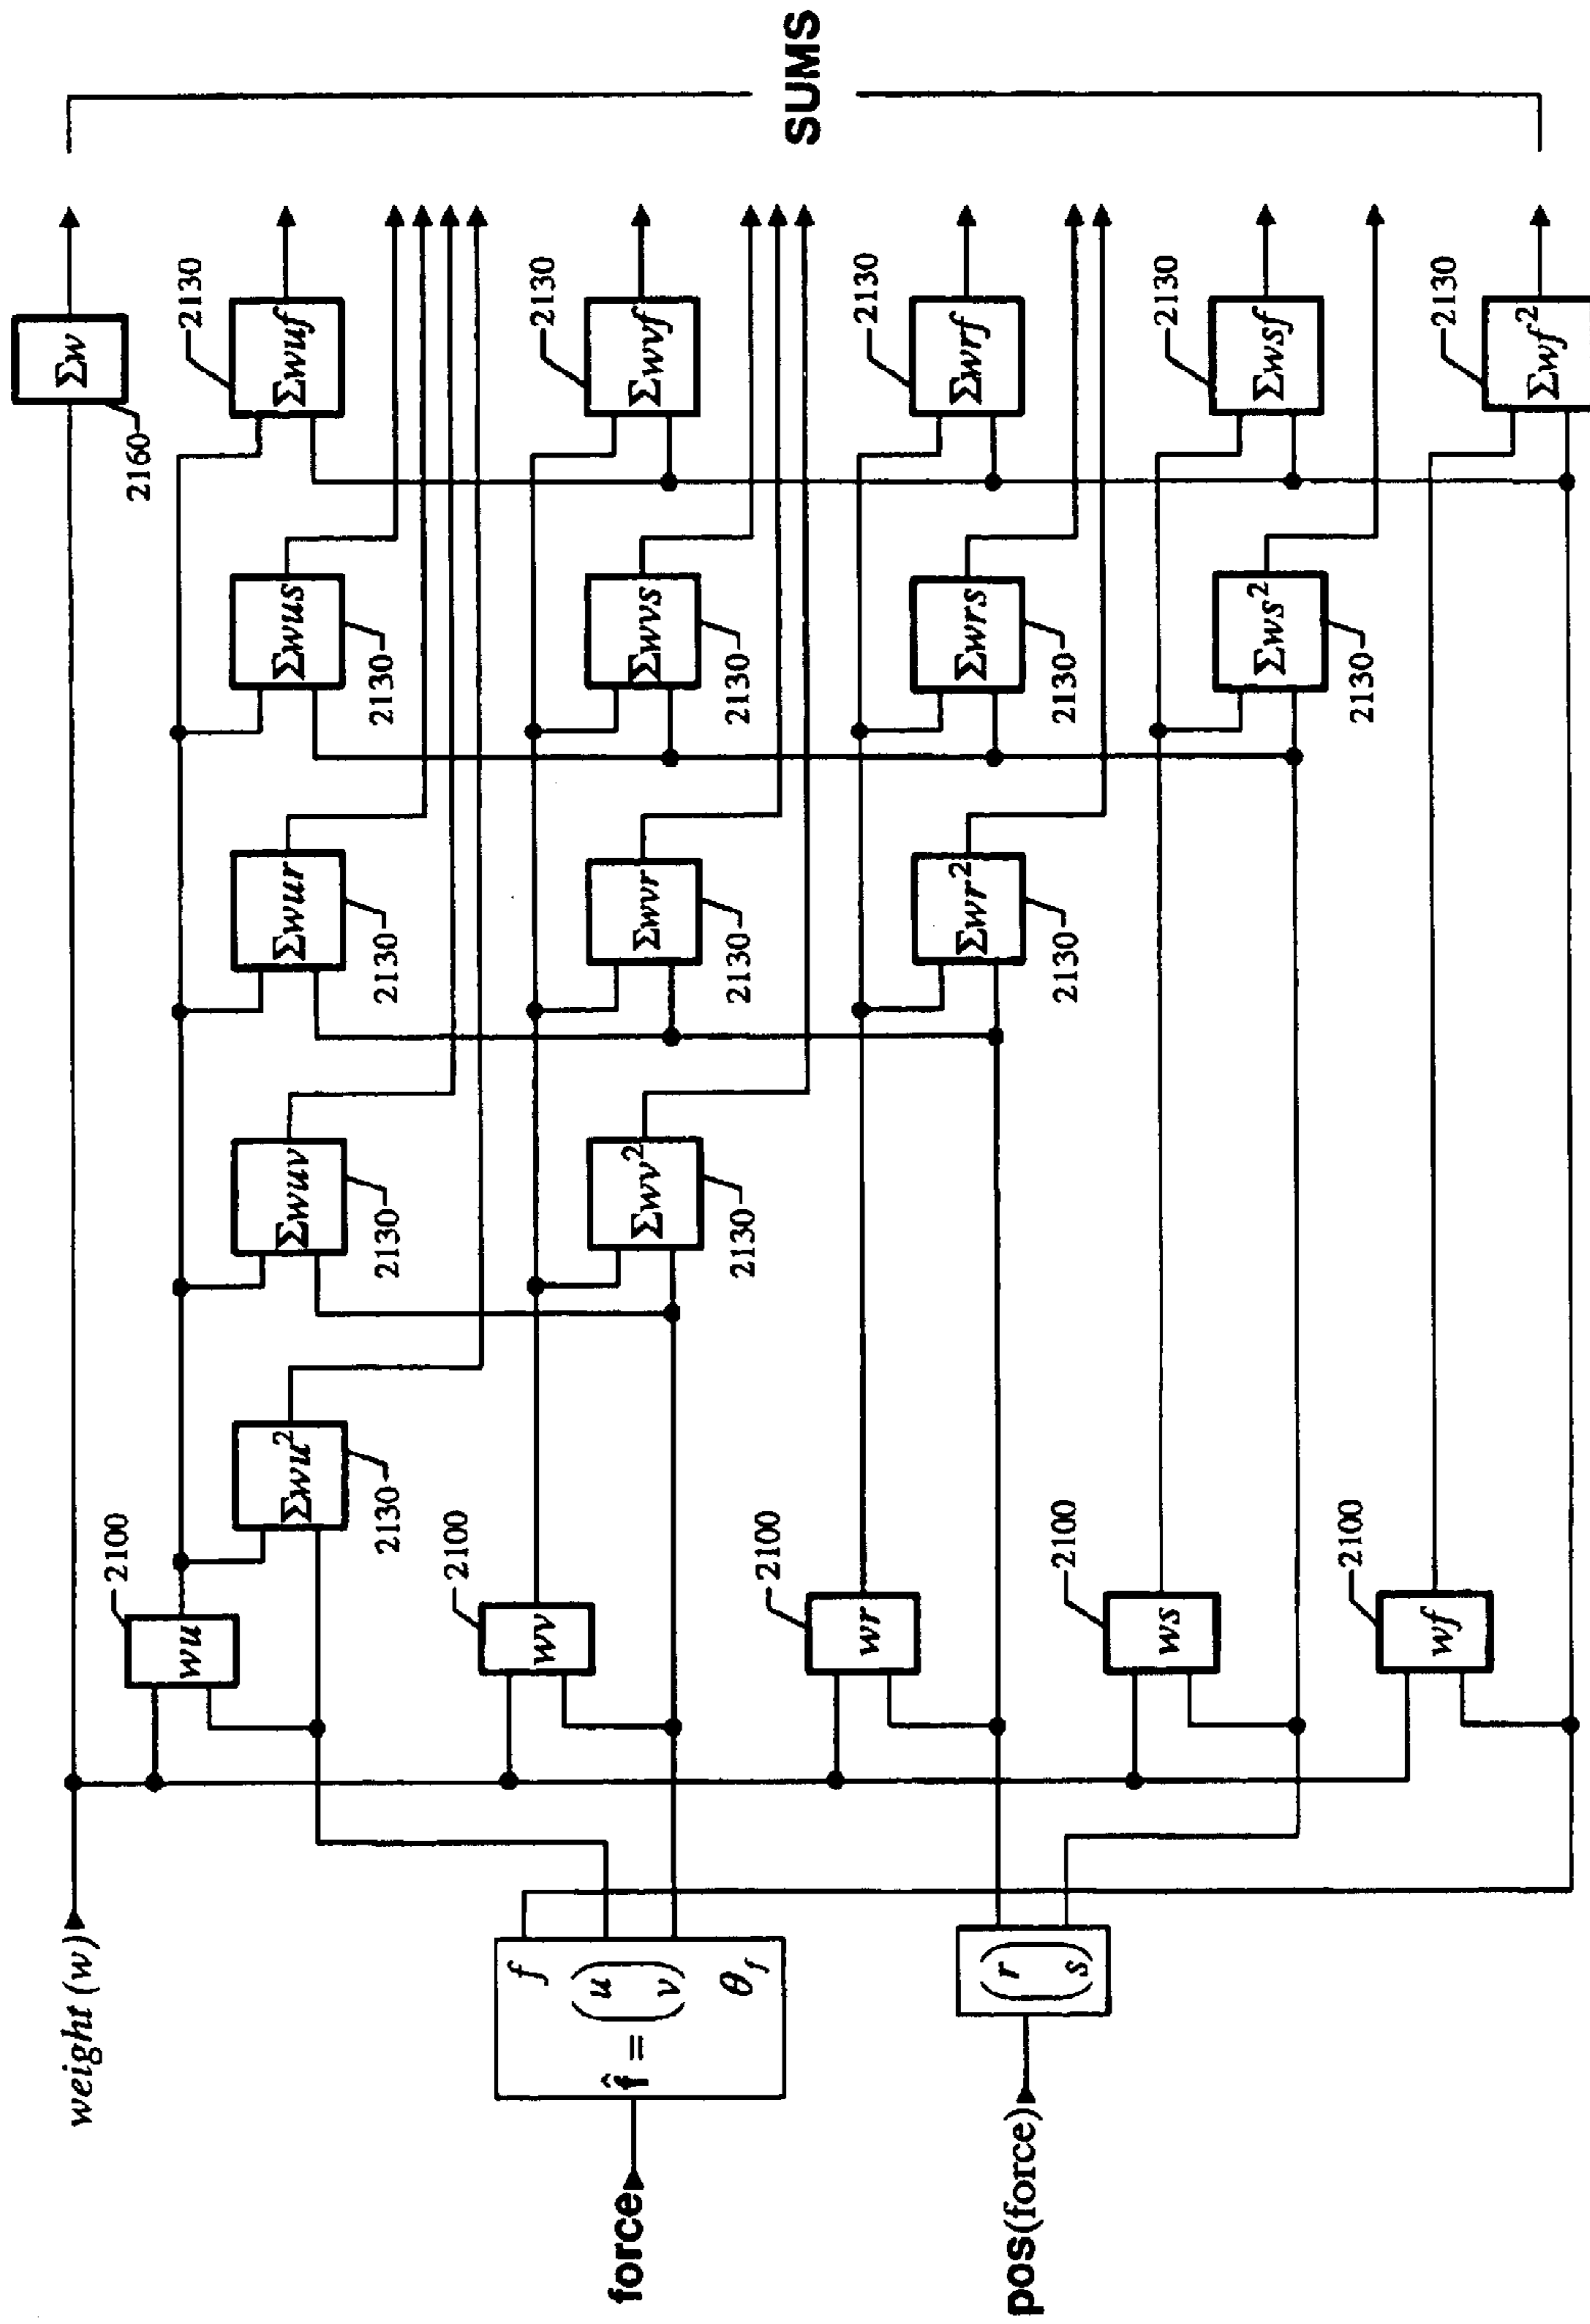 weight (w)
force
f̂ =
f
(u
v)
θ_f
pos(force)
(r
s)
wu
2100
wv
2100
wr
2100
ws
2100
wf
2100
Σwu²
2130
Σwuv
2130
Σwur
2130
Σwus
2130
Σwuf
2130
Σwv²
2130
Σwvr
2130
Σwvs
2130
Σwvf
2130
Σwr²
2130
Σwrs
2130
Σwrf
2130
Σws²
2130
Σwsf
2130
Σwf²
2130
Σw
2160
SUMS